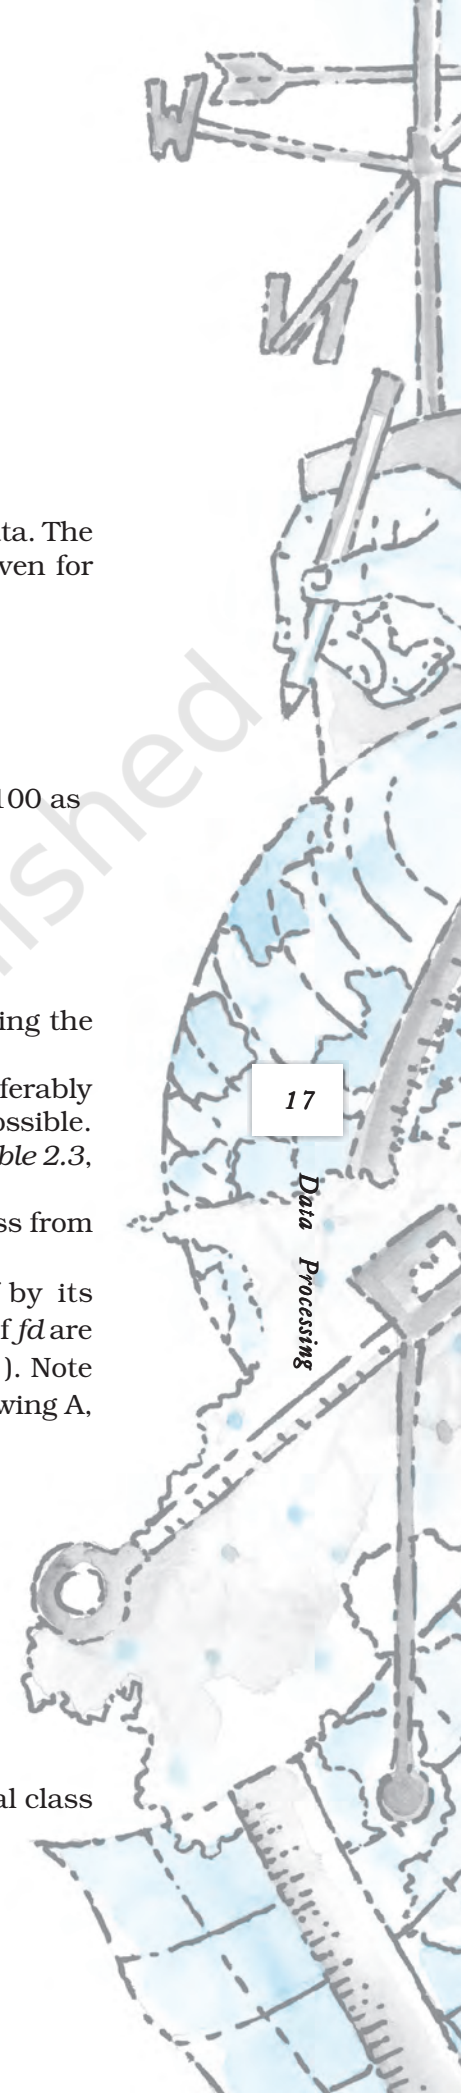 ta. The
ven for
100 as
ing the
ferably
ossible.
ble 2.3,
ss from
by its
f fd are
). Note
wing A,
al class
17
Data Processing
W
N
shed